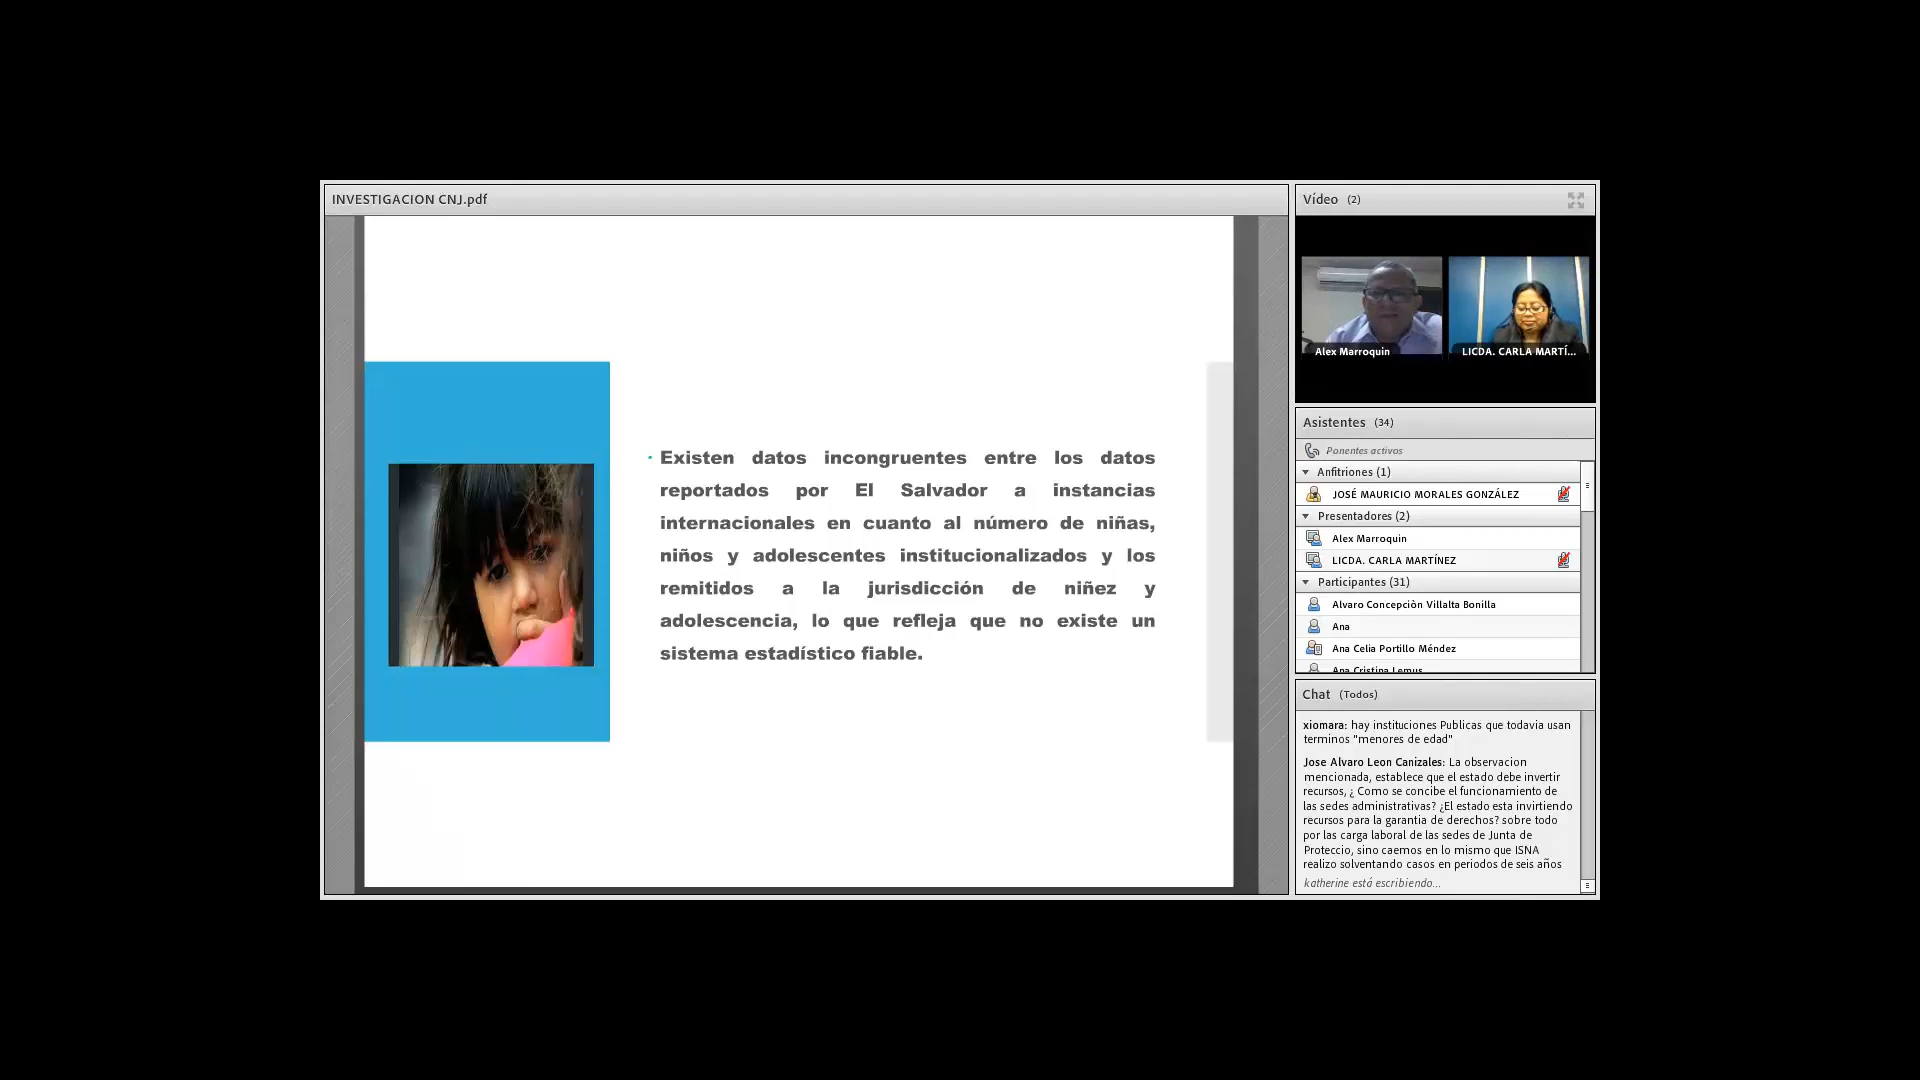 INVESTIGACION CNJ.pdf
Existen datos incongruentes entre los datos
reportados por El Salvador a instancias
internacionales en cuanto al número de niñas,
niños y adolescentes institucionalizados y los
remitidos a la jurisdicción de niñez y
adolescencia, lo que refleja que no existe un
sistema estadístico fiable.
Vídeo (2)
Alex Marroquin
LICDA. CARLA MARTÍ...
Asistentes (34)
Ponentes activos
Anfitriones (1)
JOSÉ MAURICIO MORALES GONZÁLEZ
Presentadores (2)
Alex Marroquin
LICDA. CARLA MARTÍNEZ
Participantes (31)
Alvaro Concepciòn Villalta Bonilla
Ana
Ana Celia Portillo Méndez
Ana Cristina Lemus
Chat (Todos)
xiomara: hay instituciones Publicas que todavia usan
terminos "menores de edad"
Jose Alvaro Leon Canizales: La observacion
mencionada, establece que el estado debe invertir
recursos, ¿ Como se concibe el funcionamiento de
las sedes administrativas? ¿El estado esta invirtiendo
recursos para la garantia de derechos? sobre todo
por las carga laboral de las sedes de Junta de
Proteccio, sino caemos en lo mismo que ISNA
realizo solventando casos en periodos de seis años
katherine está escribiendo...